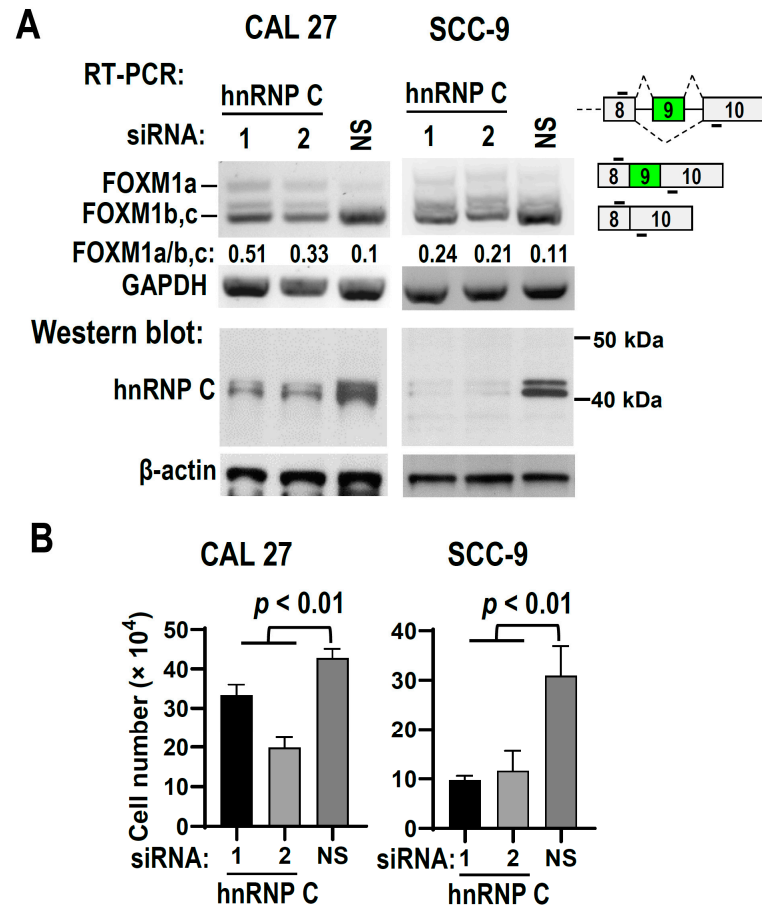 A
CAL 27 SCC-9
RT-PCR:
hnRNP C hnRNP C
siRNA: 1 2 NS 1 2 NS
8 9 10
FOXM1a
8 9 10
FOXM1b,c
8 10
FOXM1a/b,c: 0.51 0.33 0.1 0.24 0.21 0.11
GAPDH
Western blot:
50 kDa
hnRNP C
40 kDa
β-actin
B
CAL 27 SCC-9
p < 0.01 p < 0.01
Cell number (× 10⁴)
50
40
30
20
10
0
40
30
20
10
0
siRNA: 1 2 NS siRNA: 1 2 NS
hnRNP C hnRNP C